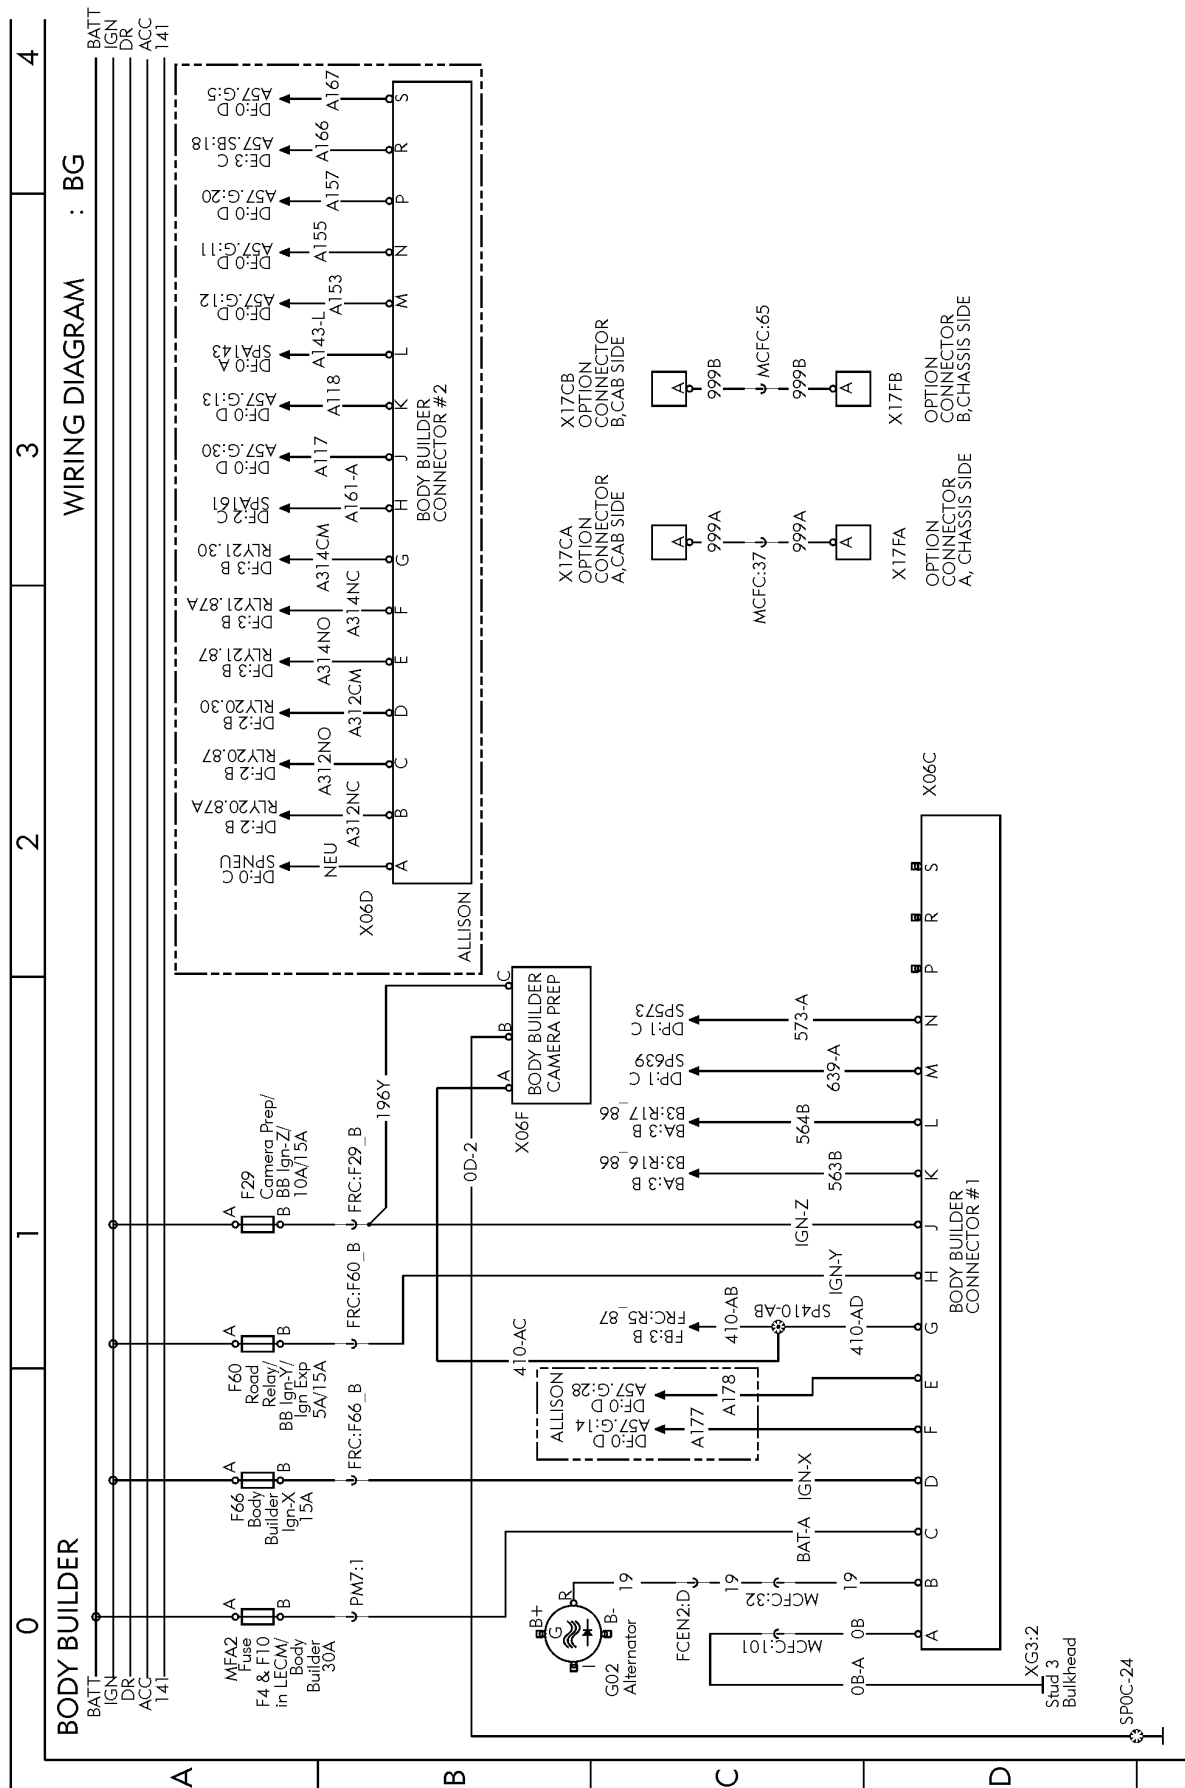 BODY BUILDER
WIRING DIAGRAM : BG
0
1
2
3
4
A
B
C
D
BATT
IGN
DR
ACC
141
BATT
IGN
DR
ACC
141
A
B
MFA2
Fuse
F4 & F10
in LECM/
Body
Builder
30A
PM7:1
A
B
F66
Body
Builder
Ign-X
15A
FRC:F66_B
A
B
F60
Road
Relay/
BB Ign-Y/
Ign Exp
5A/15A
FRC:F60_B
A
B
F29
Camera Prep/
BB Ign-Z/
10A/15A
FRC:F29_B
196Y
0D-2
X06F
A
B
C
BODY BUILDER
CAMERA PREP
DF:0 C
SPNEU
NEU
A
DF:2 B
RLY20.87A
A312NC
B
DF:2 B
RLY20.87
A312NO
C
DF:2 B
RLY20.30
A312CM
D
DF:3 B
RLY21.87
A314NO
E
DF:3 B
RLY21.87A
A314NC
F
DF:3 B
RLY21.30
A314CM
G
DF:2 C
SPA161
A161-A
H
DF:0 D
A57.G:30
A117
J
DF:0 D
A57.G:13
A118
K
DF:0 A
SPA143
A143-L
L
DF:0 D
A57.G:12
A153
M
DF:0 D
A57.G:11
A155
N
DF:0 D
A57.G:20
A157
P
DE:3 C
A57.SB:18
A166
R
DF:0 D
A57.G:5
A167
S
X06D
BODY BUILDER
CONNECTOR #2
ALLISON
G02
Alternator
B+
B-
G
R
I
19
FCEN2:D
19
MCFC:32
19
B
MCFC:101
0B
0B-A
A
XG3:2
Stud 3
Bulkhead
SP0C-24
BAT-A
C
IGN-X
D
ALLISON
DF:0 D
A57.G:14
A177
F
DF:0 D
A57.G:28
A178
E
410-AC
FB:3 B
FRC:R5_87
410-AB
SP410-AB
410-AD
G
IGN-Y
H
IGN-Z
J
BA:3 B
B3:R16_86
563B
K
BA:3 B
B3:R17_86
564B
L
DP:1 C
SP639
639-A
M
DP:1 C
SP573
573-A
N
P
R
S
X06C
BODY BUILDER
CONNECTOR #1
X17CA
OPTION
CONNECTOR
A,CAB SIDE
A
999A
MCFC:37
999A
A
X17FA
OPTION
CONNECTOR
A, CHASSIS SIDE
X17CB
OPTION
CONNECTOR
B,CAB SIDE
A
999B
MCFC:65
999B
A
X17FB
OPTION
CONNECTOR
B,CHASSIS SIDE